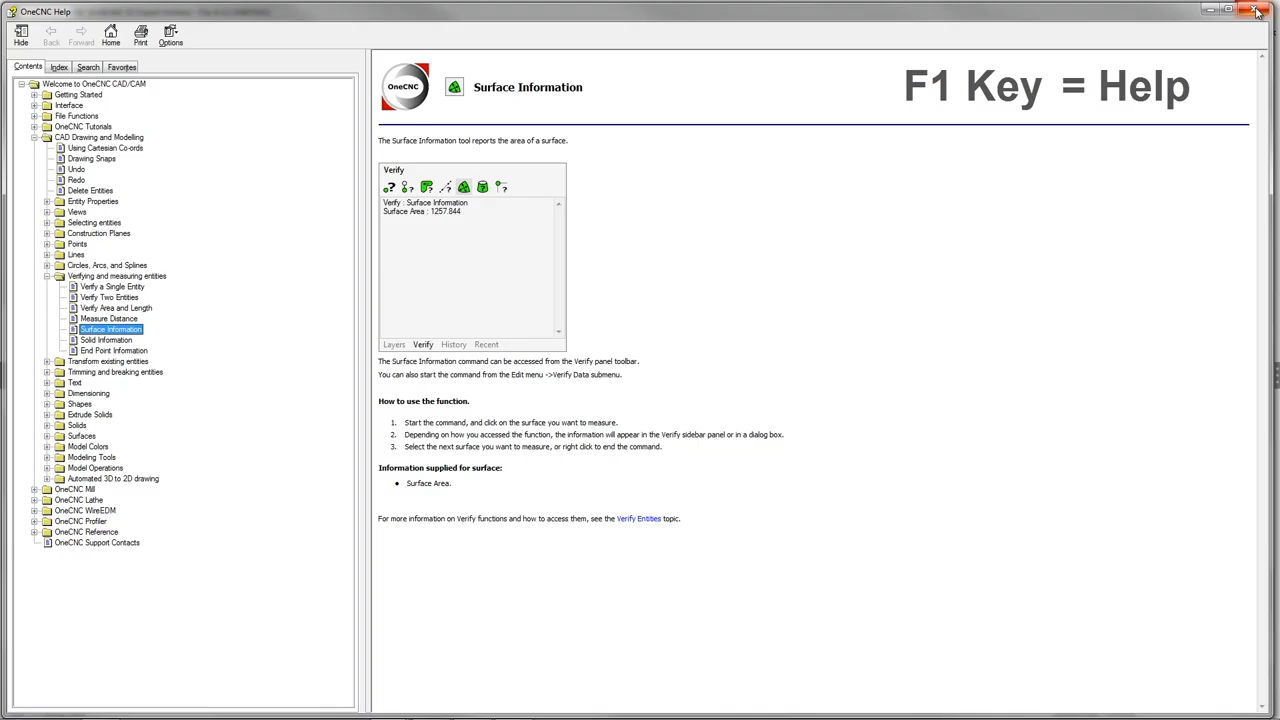 OneCNC Help
Hide
Back
Forward
Home
Print
Options
Contents
Index
Search
Favorites
Welcome to OneCNC CAD/CAM
Getting Started
Interface
File Functions
OneCNC Tutorials
CAD Drawing and Modelling
Using Cartesian Co-ords
Drawing Snaps
Undo
Redo
Delete Entities
Entity Properties
Views
Selecting entities
Construction Planes
Points
Lines
Circles, Arcs, and Splines
Verifying and measuring entities
Verify a Single Entity
Verify Two Entities
Verify Area and Length
Measure Distance
Surface Information
Solid Information
End Point Information
Transform existing entities
Trimming and breaking entities
Text
Dimensioning
Shapes
Extrude Solids
Solids
Surfaces
Model Colors
Modeling Tools
Model Operations
Automated 3D to 2D drawing
OneCNC Mill
OneCNC Lathe
OneCNC WireEDM
OneCNC Profiler
OneCNC Reference
OneCNC Support Contacts
OneCNC
Surface Information
F1 Key = Help
The Surface Information tool reports the area of a surface.
Verify
Verify : Surface Information
Surface Area : 1257.844
Layers Verify History Recent
The Surface Information command can be accessed from the Verify panel toolbar.
You can also start the command from the Edit menu ->Verify Data submenu.
How to use the function.
1. Start the command, and click on the surface you want to measure.
2. Depending on how you accessed the function, the information will appear in the Verify sidebar panel or in a dialog box.
3. Select the next surface you want to measure, or right click to end the command.
Information supplied for surface:
• Surface Area.
For more information on Verify functions and how to access them, see the Verify Entities topic.